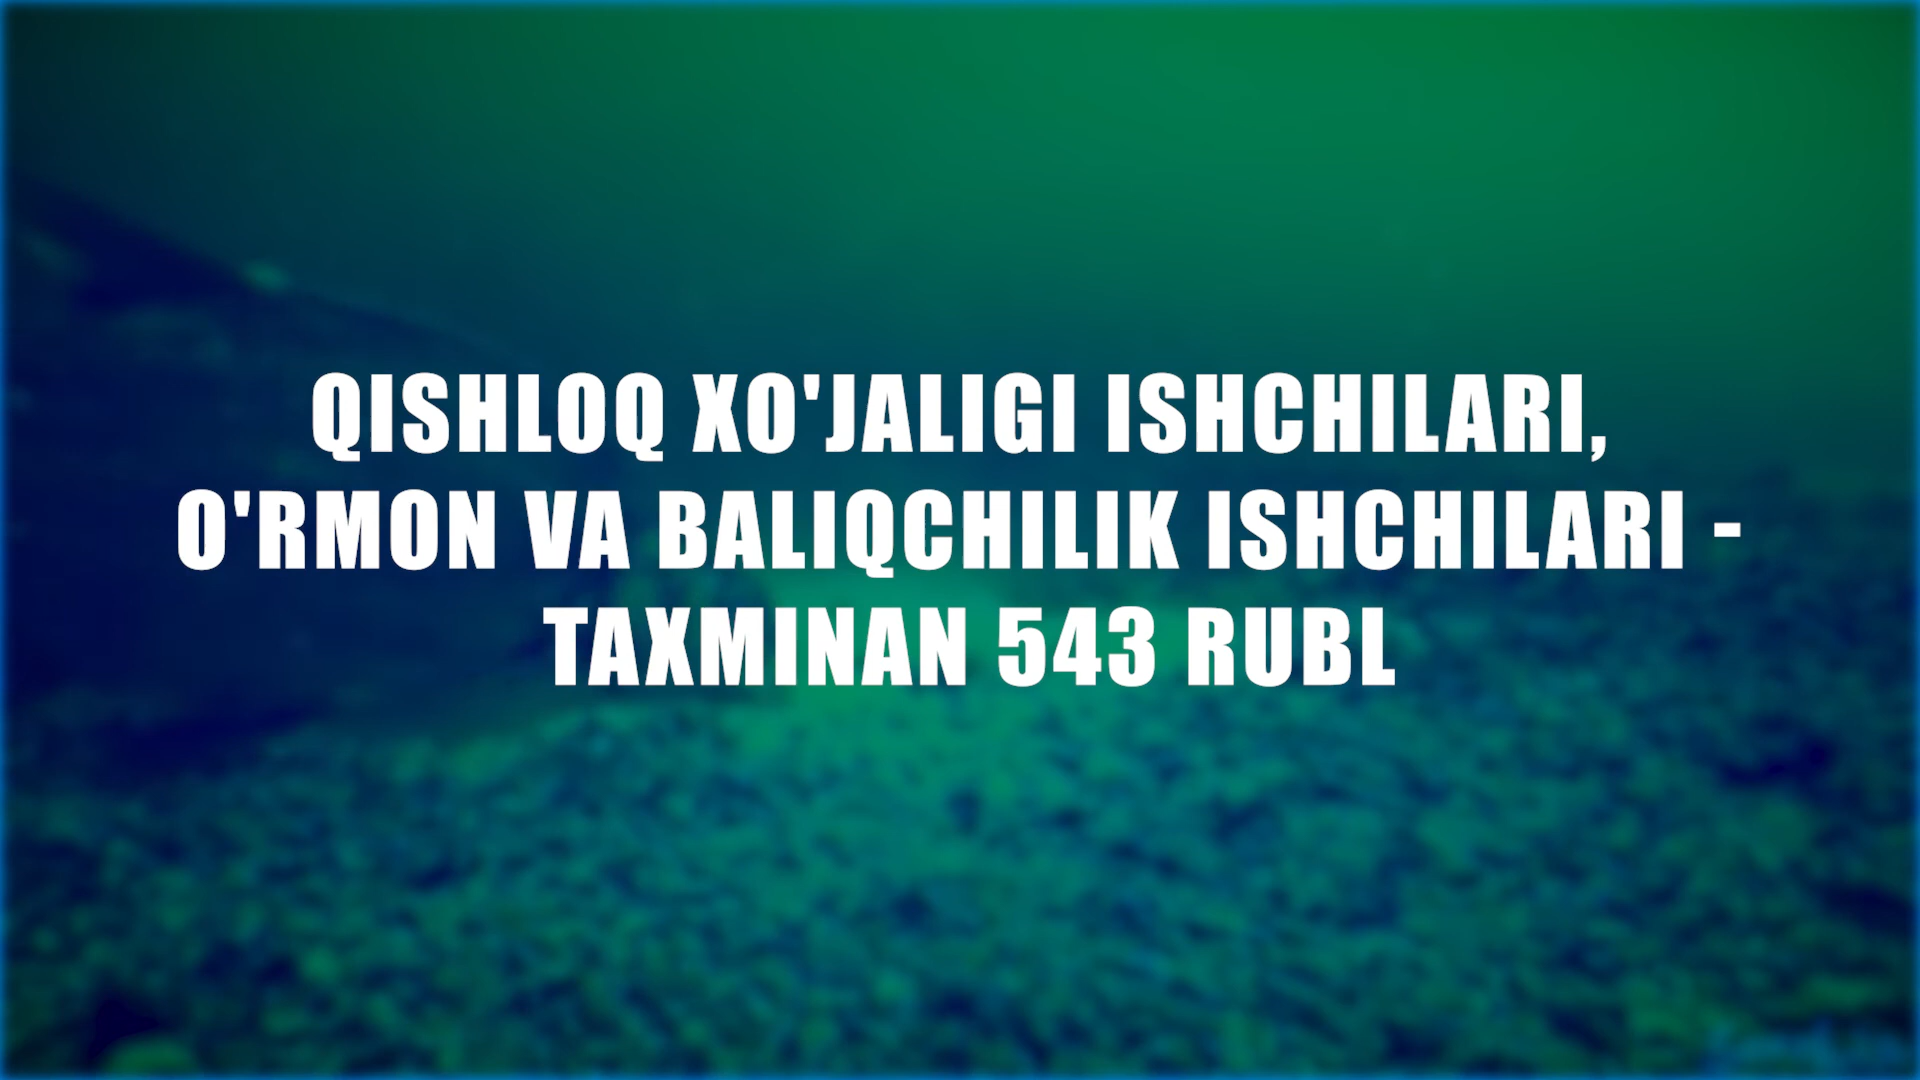 QISHLOQ XO'JALIGI ISHCHILARI,
O'RMON VA BALIQCHILIK ISHCHILARI -
TAXMINAN 543 RUBL